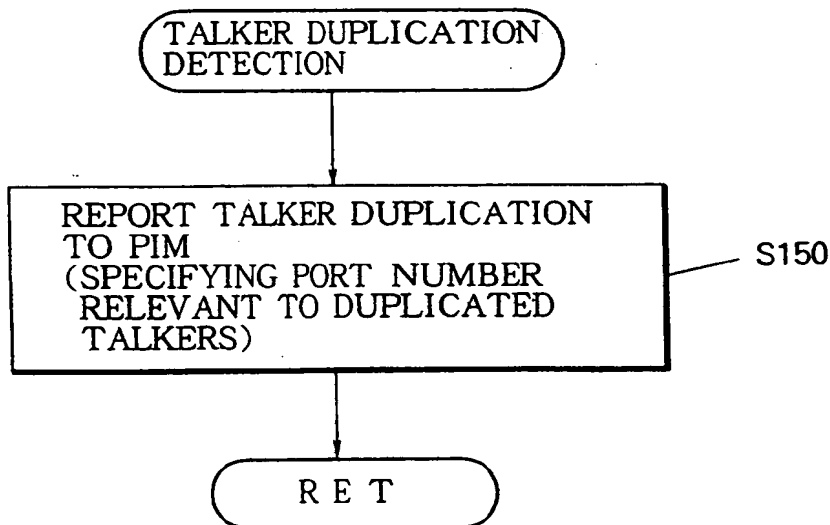 TALKER DUPLICATION
DETECTION
REPORT TALKER DUPLICATION
TO PIM
(SPECIFYING PORT NUMBER
RELEVANT TO DUPLICATED
TALKERS)
S150
R E T